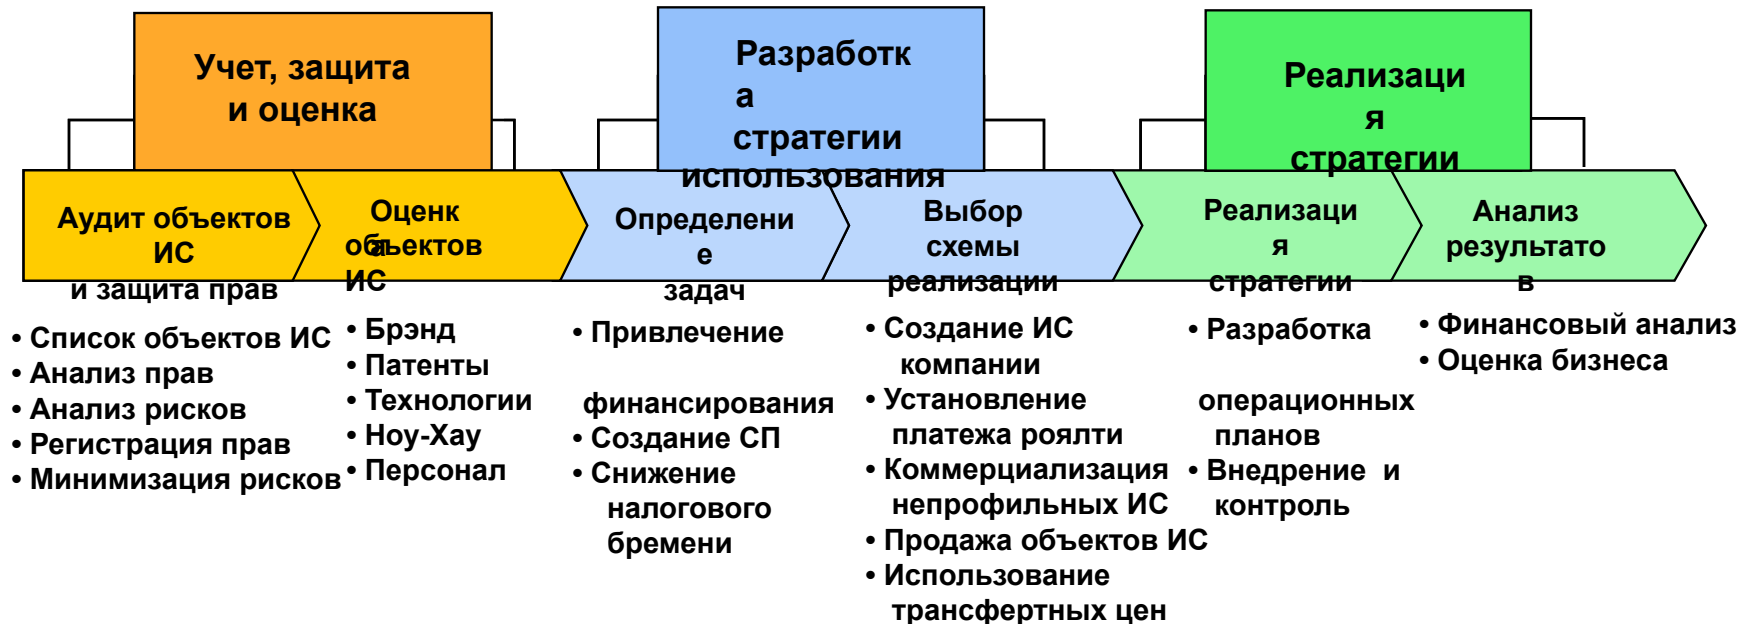 Учет, защита
и оценка
Разработк
а
стратегии
использования
Реализаци
я
стратегии
Аудит объектов
ИС
и защита прав
Оценк
а
объектов
ИС
Определени
е
задач
Выбор
схемы
реализации
Реализаци
я
стратегии
Анализ
результато
в
• Список объектов ИС
• Анализ прав
• Анализ рисков
• Регистрация прав
• Минимизация рисков
• Брэнд
• Патенты
• Технологии
• Ноу-Хау
• Персонал
• Привлечение
финансирования
• Создание СП
• Снижение
налогового
бремени
• Создание ИС
компании
• Установление
платежа роялти
• Коммерциализация
непрофильных ИС
• Продажа объектов ИС
• Использование
трансфертных цен
• Разработка
операционных
планов
• Внедрение и
контроль
• Финансовый анализ
• Оценка бизнеса